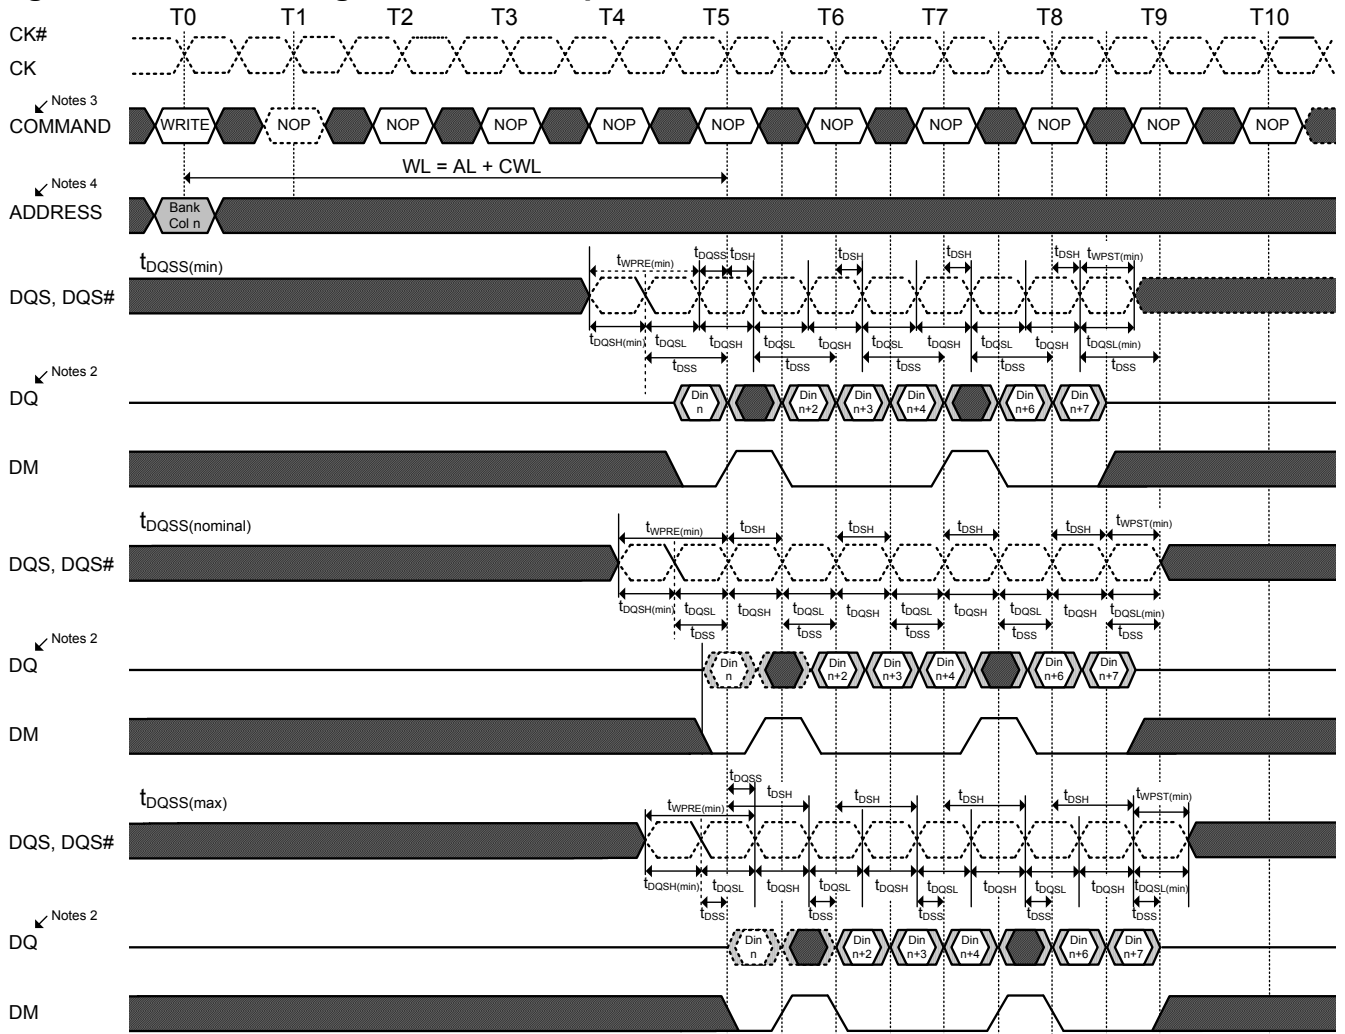 T0 T1 T2 T3 T4 T5 T6 T7 T8 T9 T10
CK#
CK
Notes 3
COMMAND WRITE NOP NOP NOP NOP NOP NOP NOP NOP NOP NOP
WL = AL + CWL
Notes 4
ADDRESS Bank Col n
tDQSS(min) tWPRE(min) tDQSS tDSH tDSH tDSH tDSH tWPST(min)
DQS, DQS#
tDQSH(min) tDQSL tDQSH tDQSL tDQSH tDQSL tDQSH tDQSL tDQSH tDQSL(min)
tDSS tDSS tDSS tDSS tDSS
Notes 2
DQ Din n Din n+2 Din n+3 Din n+4 Din n+6 Din n+7
DM
tDQSS(nominal) tWPRE(min) tDSH tDSH tDSH tDSH tWPST(min)
DQS, DQS#
tDQSH(min) tDQSL tDQSH tDQSL tDQSH tDQSL tDQSH tDQSL tDQSH tDQSL(min)
tDSS tDSS tDSS tDSS tDSS
Notes 2
DQ Din n Din n+2 Din n+3 Din n+4 Din n+6 Din n+7
DM
tDQSS
tDQSS(max) tWPRE(min) tDSH tDSH tDSH tDSH tWPST(min)
DQS, DQS#
tDQSH(min) tDQSL tDQSH tDQSL tDQSH tDQSL tDQSH tDQSL tDQSH tDQSL(min)
tDSS tDSS tDSS tDSS tDSS
Notes 2
DQ Din n Din n+2 Din n+3 Din n+4 Din n+6 Din n+7
DM